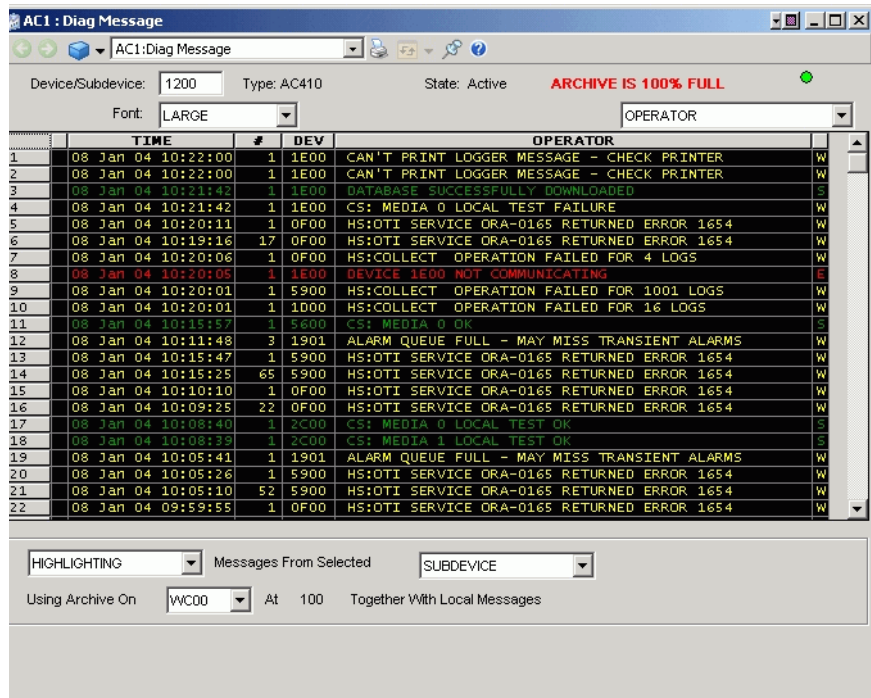 AC1 : Diag Message
AC1:Diag Message
Device/Subdevice: 1200 Type: AC410 State: Active ARCHIVE IS 100% FULL
Font: LARGE OPERATOR
TIME # DEV OPERATOR
1 08 Jan 04 10:22:00 1 1E00 CAN'T PRINT LOGGER MESSAGE - CHECK PRINTER W
2 08 Jan 04 10:22:00 1 1E00 CAN'T PRINT LOGGER MESSAGE - CHECK PRINTER W
3 08 Jan 04 10:21:42 1 1E00 DATABASE SUCCESSFULLY DOWNLOADED S
4 08 Jan 04 10:21:42 1 1E00 CS: MEDIA 0 LOCAL TEST FAILURE W
5 08 Jan 04 10:20:11 1 0F00 HS:OTI SERVICE ORA-0165 RETURNED ERROR 1654 W
6 08 Jan 04 10:19:16 17 0F00 HS:OTI SERVICE ORA-0165 RETURNED ERROR 1654 W
7 08 Jan 04 10:20:06 1 0F00 HS:COLLECT OPERATION FAILED FOR 4 LOGS W
8 08 Jan 04 10:20:05 1 1E00 DEVICE 1E00 NOT COMMUNICATING E
9 08 Jan 04 10:20:01 1 5900 HS:COLLECT OPERATION FAILED FOR 1001 LOGS W
10 08 Jan 04 10:20:01 1 1D00 HS:COLLECT OPERATION FAILED FOR 16 LOGS W
11 08 Jan 04 10:15:57 1 5600 CS: MEDIA 0 OK S
12 08 Jan 04 10:11:48 3 1901 ALARM QUEUE FULL - MAY MISS TRANSIENT ALARMS W
13 08 Jan 04 10:15:47 1 5900 HS:OTI SERVICE ORA-0165 RETURNED ERROR 1654 W
14 08 Jan 04 10:15:25 65 5900 HS:OTI SERVICE ORA-0165 RETURNED ERROR 1654 W
15 08 Jan 04 10:10:10 1 0F00 HS:OTI SERVICE ORA-0165 RETURNED ERROR 1654 W
16 08 Jan 04 10:09:25 22 0F00 HS:OTI SERVICE ORA-0165 RETURNED ERROR 1654 W
17 08 Jan 04 10:08:40 1 2C00 CS: MEDIA 0 LOCAL TEST OK S
18 08 Jan 04 10:08:39 1 2C00 CS: MEDIA 1 LOCAL TEST OK S
19 08 Jan 04 10:05:41 1 1901 ALARM QUEUE FULL - MAY MISS TRANSIENT ALARMS W
20 08 Jan 04 10:05:26 1 5900 HS:OTI SERVICE ORA-0165 RETURNED ERROR 1654 W
21 08 Jan 04 10:05:10 52 5900 HS:OTI SERVICE ORA-0165 RETURNED ERROR 1654 W
22 08 Jan 04 09:59:55 1 0F00 HS:OTI SERVICE ORA-0165 RETURNED ERROR 1654 W
HIGHLIGHTING Messages From Selected SUBDEVICE
Using Archive On WC00 At 100 Together With Local Messages